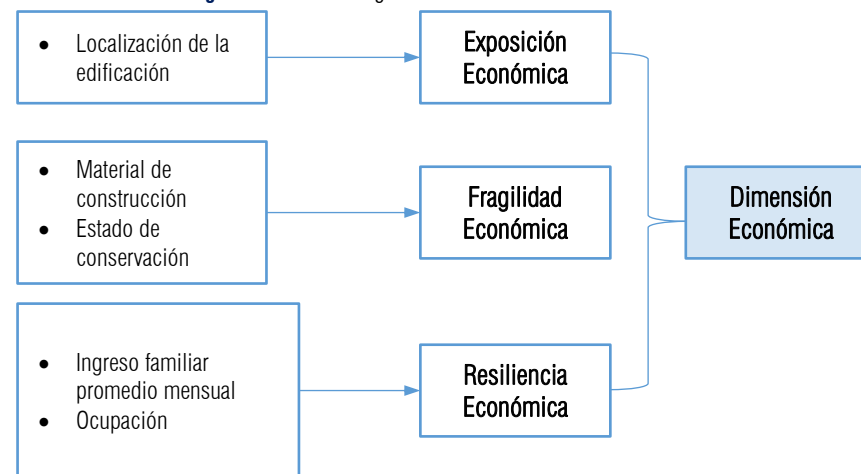 ● Localización de la
edificación
Exposición
Económica
● Material de
construcción
● Estado de
conservación
Fragilidad
Económica
Dimensión
Económica
● Ingreso familiar
promedio mensual
● Ocupación
Resiliencia
Económica